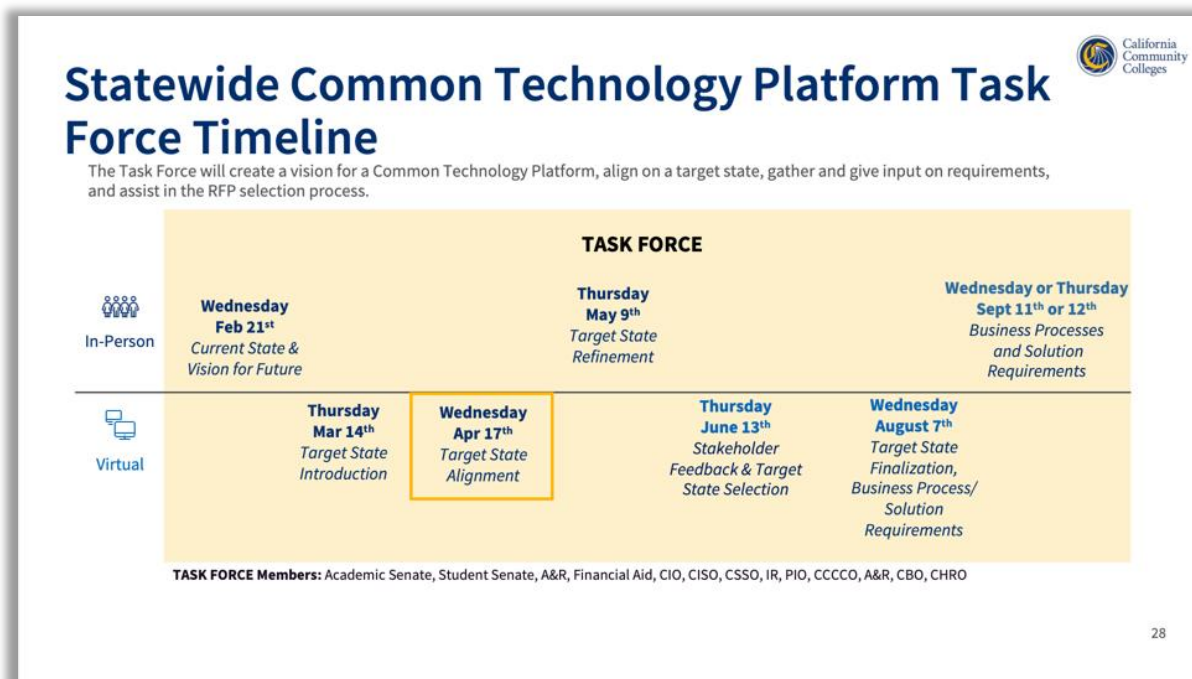 California
Community
Colleges
Statewide Common Technology Platform Task
Force Timeline
The Task Force will create a vision for a Common Technology Platform, align on a target state, gather and give input on requirements,
and assist in the RFP selection process.
TASK FORCE
In-Person
Wednesday
Feb 21st
Current State &
Vision for Future
Thursday
May 9th
Target State
Refinement
Wednesday or Thursday
Sept 11th or 12th
Business Processes
and Solution
Requirements
Virtual
Thursday
Mar 14th
Target State
Introduction
Wednesday
Apr 17th
Target State
Alignment
Thursday
June 13th
Stakeholder
Feedback & Target
State Selection
Wednesday
August 7th
Target State
Finalization,
Business Process/
Solution
Requirements
TASK FORCE Members: Academic Senate, Student Senate, A&R, Financial Aid, CIO, CISO, CSSO, IR, PIO, CCCCO, A&R, CBO, CHRO
28